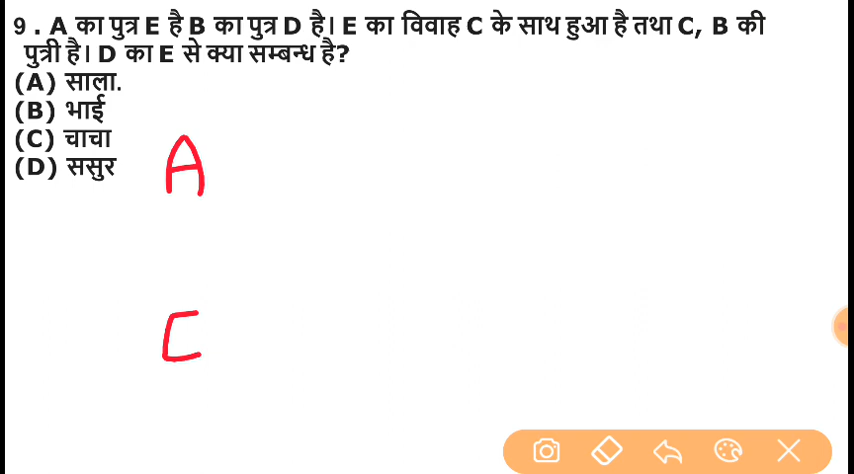 9 . A का पुत्र E है B का पुत्र D है। E का विवाह C के साथ हुआ है तथा C, B की
पुत्री है। D का E से क्या सम्बन्ध है?
(A) साला.
(B) भाई
(C) चाचा
(D) ससुर
A
C